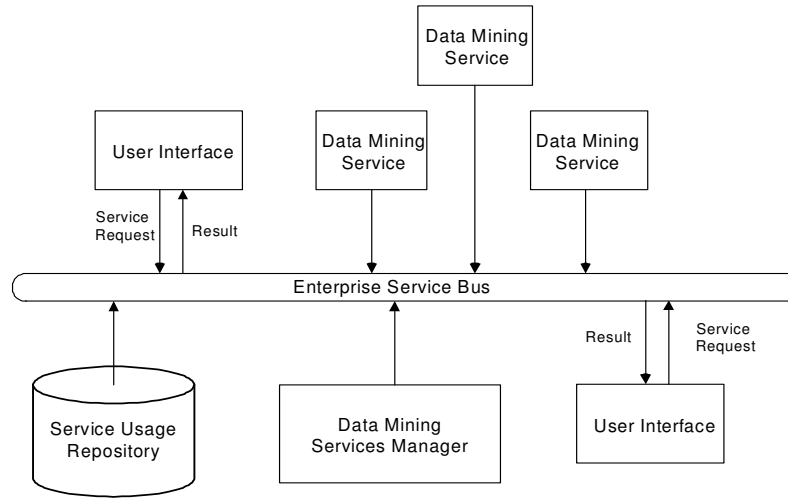 Data Mining
Service
User Interface
Data Mining
Service
Data Mining
Service
Service
Request
Result
Enterprise Service Bus
Result
Service
Request
Service Usage
Repository
Data Mining
Services Manager
User Interface